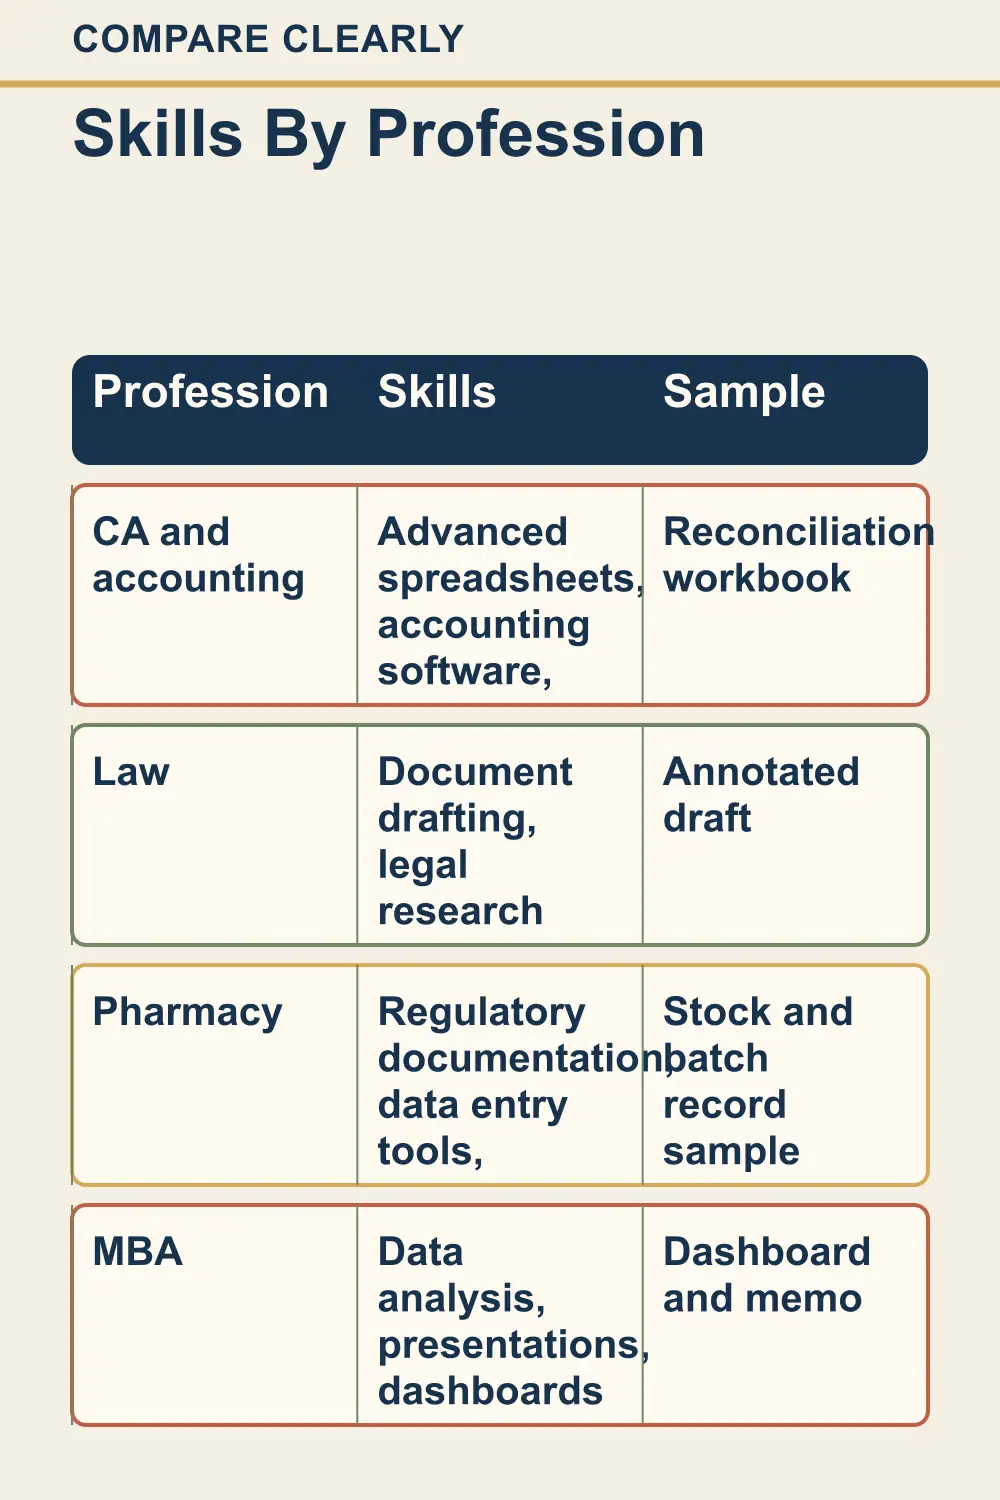 COMPARE CLEARLY
Skills By Profession
Profession Skills Sample
CA and
accounting
Advanced
spreadsheets,
accounting
software,
Reconciliation
workbook
Law
Document
drafting,
legal
research
Annotated
draft
Pharmacy
Regulatory
documentation,
data entry
tools,
Stock and
batch
record
sample
MBA
Data
analysis,
presentations,
dashboards
Dashboard
and memo